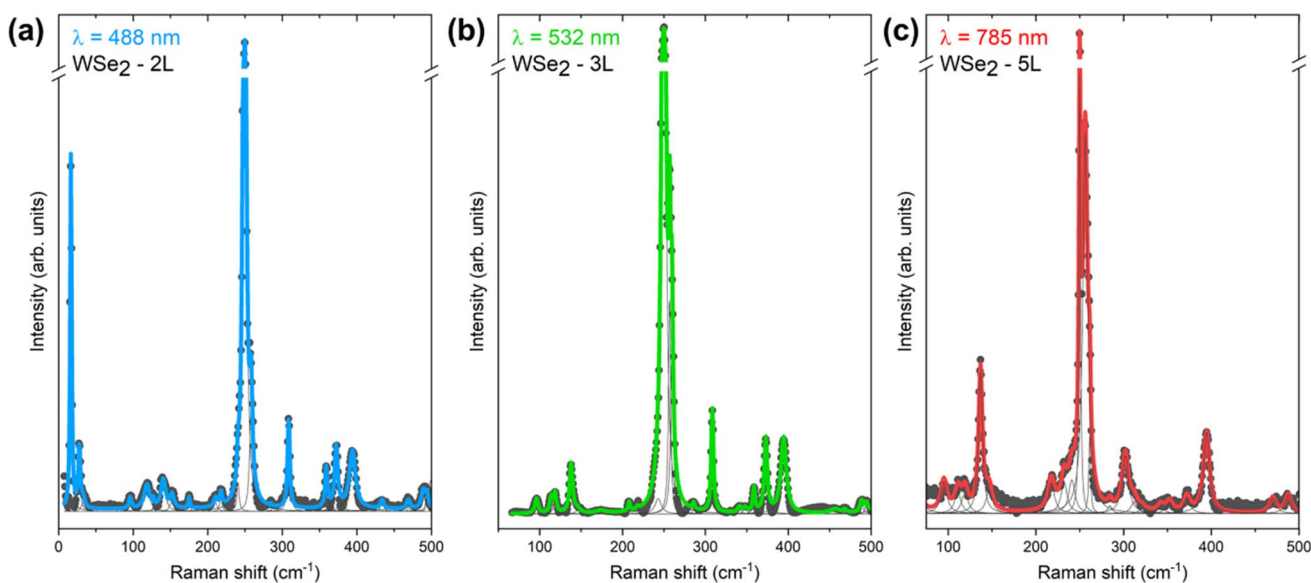 (a)
λ = 488 nm
WSe₂ - 2L
Intensity (arb. units)
0 100 200 300 400 500
Raman shift (cm⁻¹)
(b)
λ = 532 nm
WSe₂ - 3L
Intensity (arb. units)
100 200 300 400 500
Raman shift (cm⁻¹)
(c)
λ = 785 nm
WSe₂ - 5L
Intensity (arb. units)
100 200 300 400 500
Raman shift (cm⁻¹)